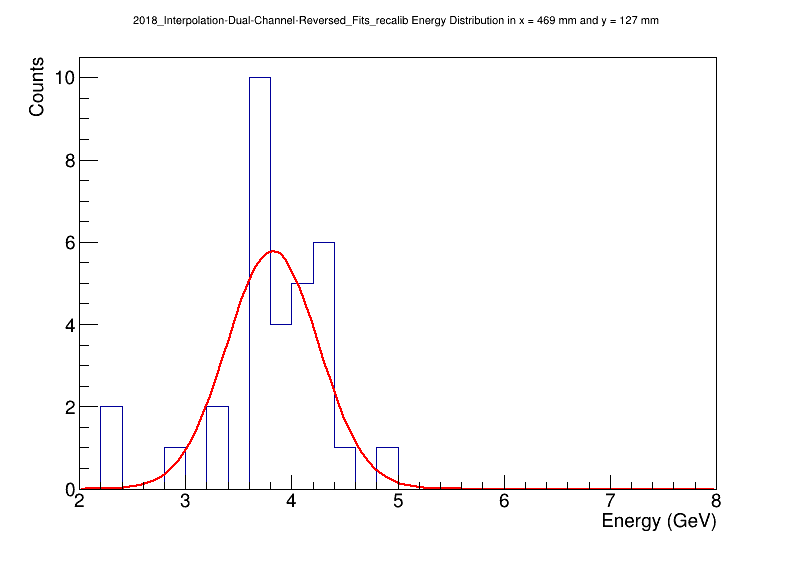 2018_Interpolation-Dual-Channel-Reversed_Fits_recalib Energy Distribution in x = 469 mm and y = 127 mm
Counts
10
8
6
4
2
0
2 3 4 5 6 7 8
Energy (GeV)